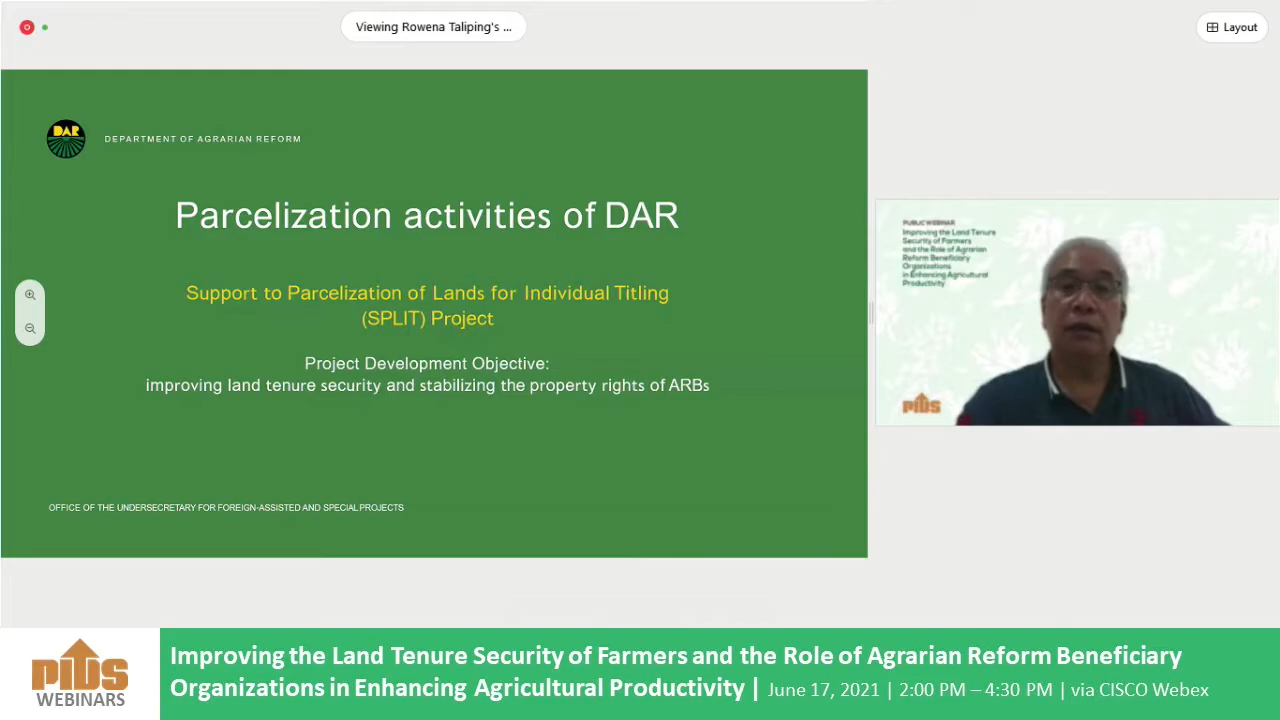 Viewing Rowena Taliping's ...
Layout
DAR
DEPARTMENT OF AGRARIAN REFORM
Parcelization activities of DAR
Support to Parcelization of Lands for Individual Titling
(SPLIT) Project
Project Development Objective:
improving land tenure security and stabilizing the property rights of ARBs
OFFICE OF THE UNDERSECRETARY FOR FOREIGN-ASSISTED AND SPECIAL PROJECTS
PUBLIC WEBINAR
Improving the Land Tenure
Security of Farmers
and the Role of Agrarian
Reform Beneficiary
Organizations
in Enhancing Agricultural
Productivity
PIDS
PIDS
WEBINARS
Improving the Land Tenure Security of Farmers and the Role of Agrarian Reform Beneficiary
Organizations in Enhancing Agricultural Productivity | June 17, 2021 | 2:00 PM – 4:30 PM | via CISCO Webex